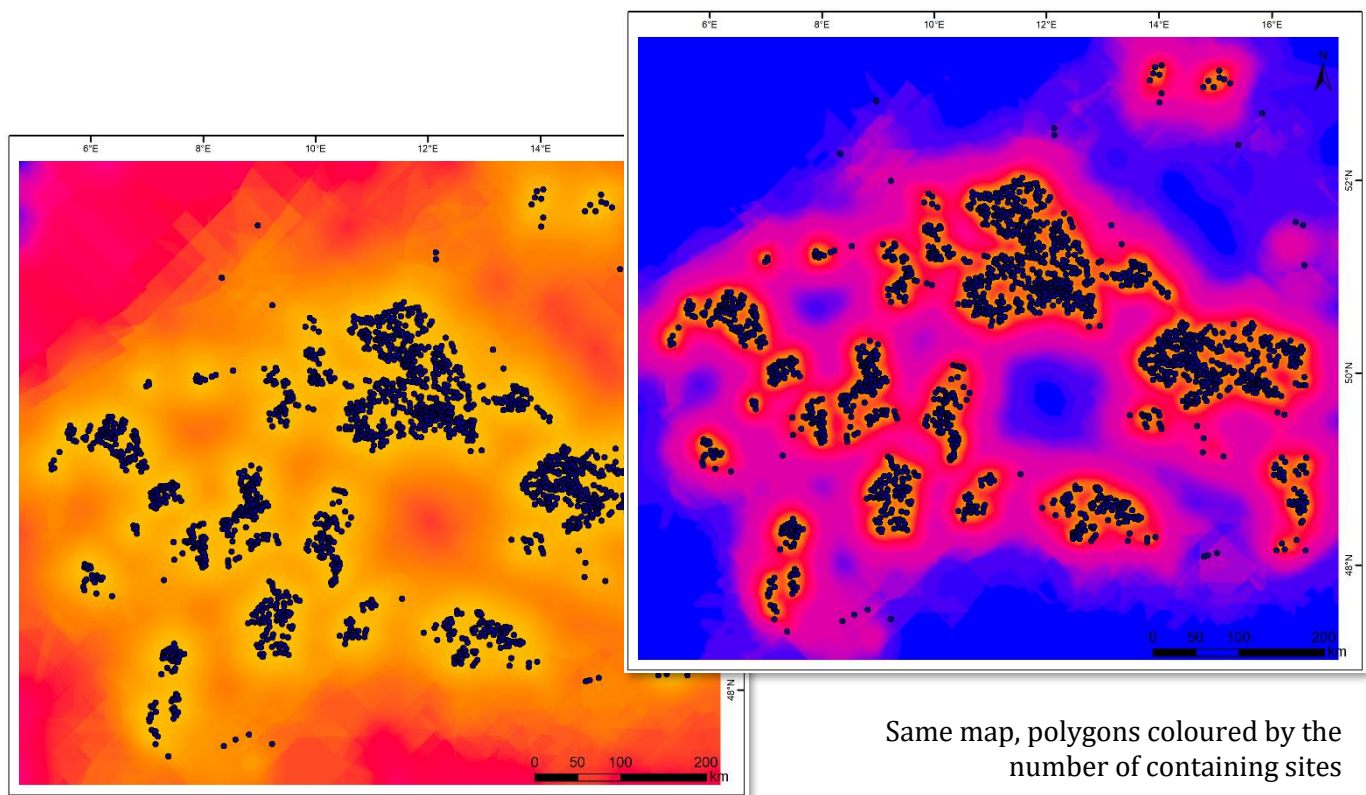 6°E 8°E 10°E 12°E 14°E 16°E
N
52°N
50°N
48°N
0 50 100 200
km
6°E 8°E 10°E 12°E 14°E
48°N
0 50 100 200
km
Same map, polygons coloured by the
number of containing sites